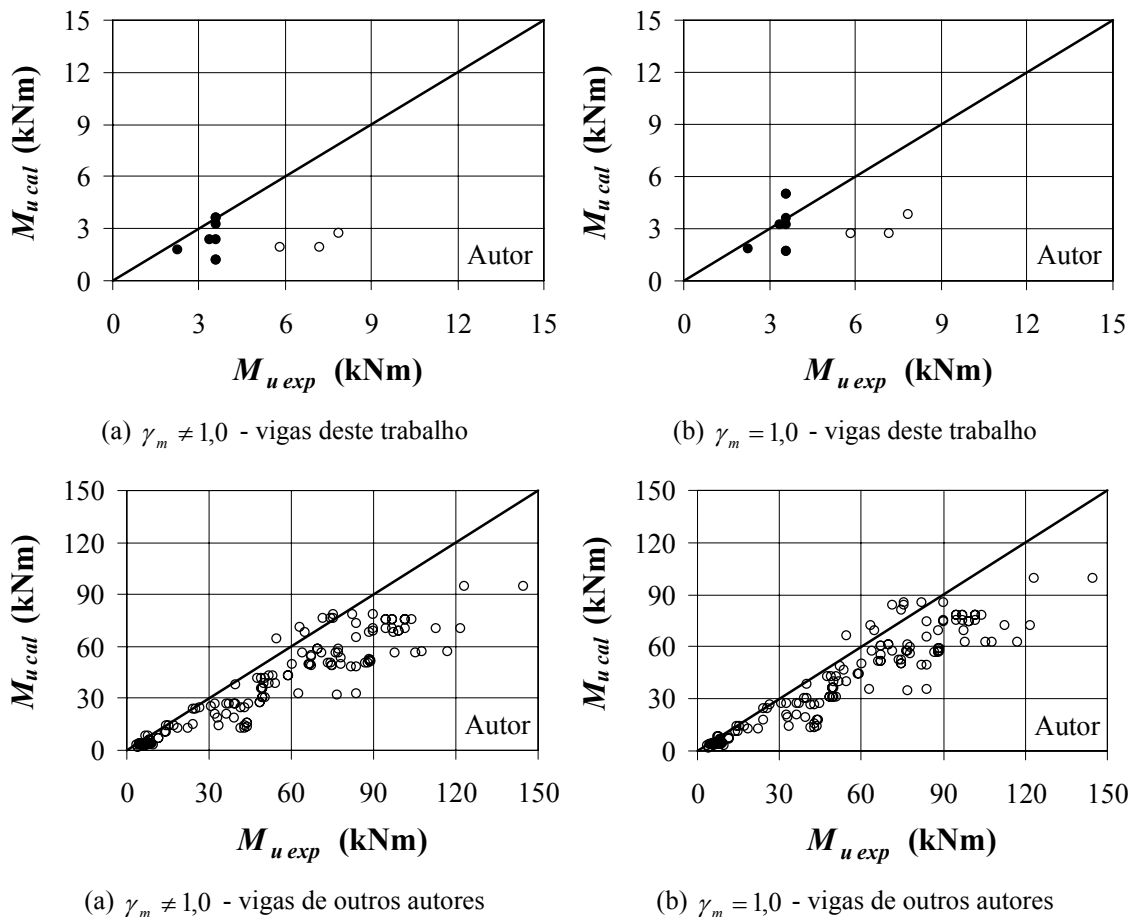 15
12
9
6
3
0
M u cal (kNm)
Autor
0 3 6 9 12 15
M u exp (kNm)
(a) γm ≠ 1,0 - vigas deste trabalho
15
12
9
6
3
0
M u cal (kNm)
Autor
0 3 6 9 12 15
M u exp (kNm)
(b) γm = 1,0 - vigas deste trabalho
150
120
90
60
30
0
M u cal (kNm)
Autor
0 30 60 90 120 150
M u exp (kNm)
(a) γm ≠ 1,0 - vigas de outros autores
150
120
90
60
30
0
M u cal (kNm)
Autor
0 30 60 90 120 150
M u exp (kNm)
(b) γm = 1,0 - vigas de outros autores